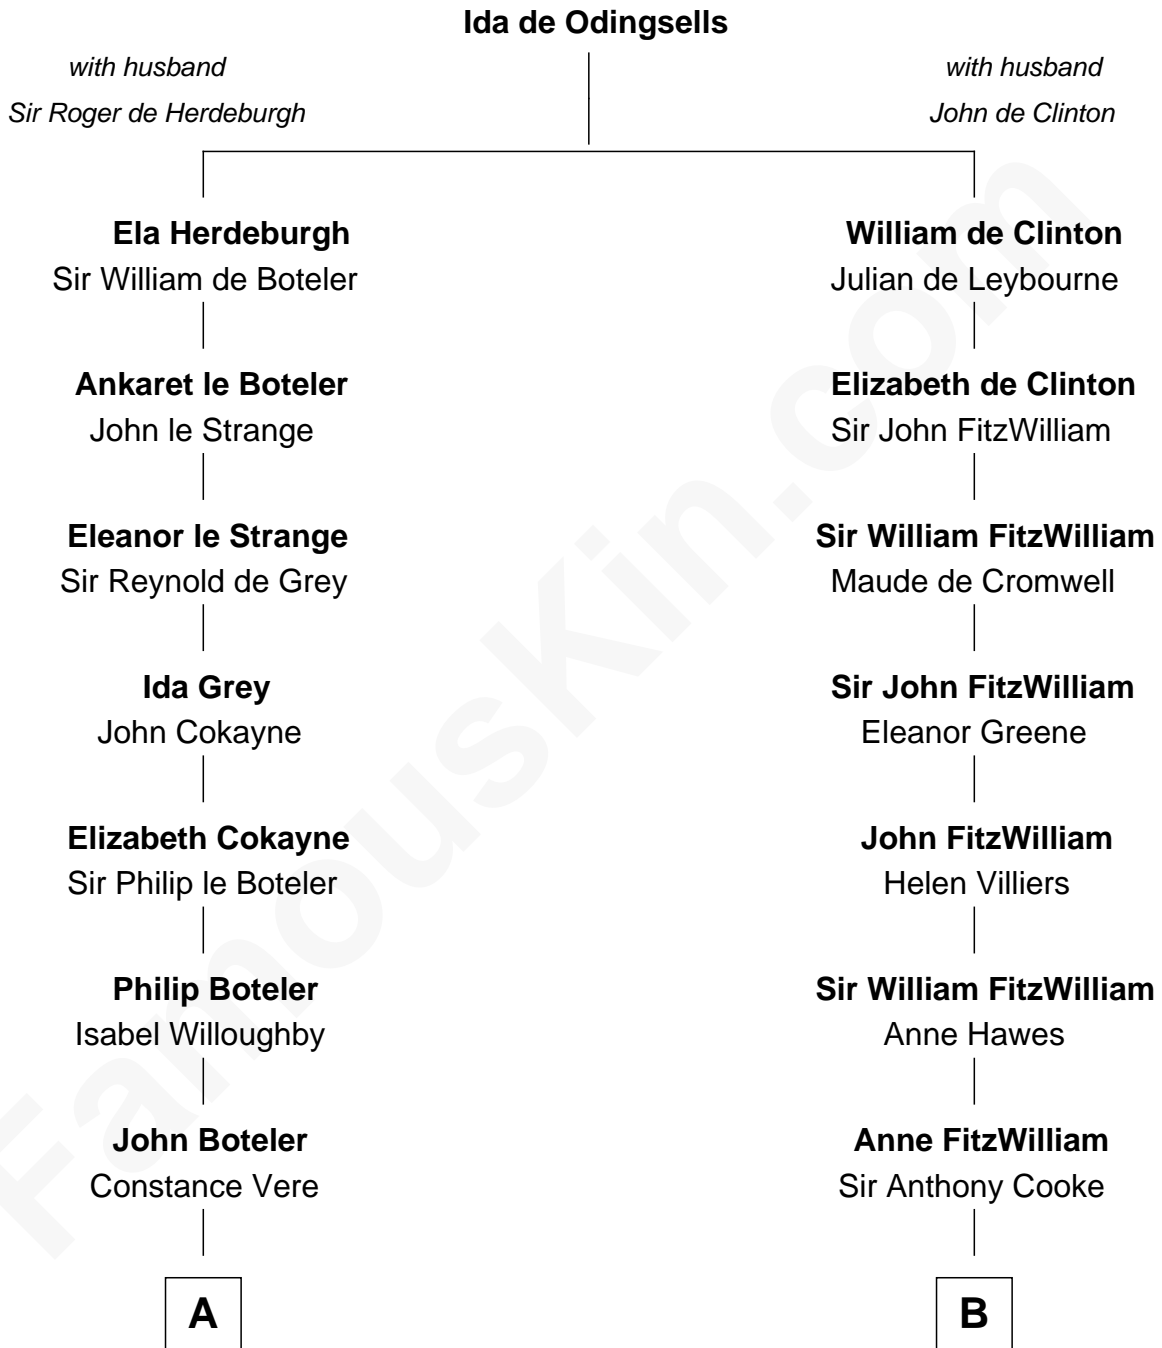 Ida de Odingsells
with husband
Sir Roger de Herdeburgh
with husband
John de Clinton
Ela Herdeburgh
Sir William de Boteler
William de Clinton
Julian de Leybourne
Ankaret le Boteler
John le Strange
Elizabeth de Clinton
Sir John FitzWilliam
Eleanor le Strange
Sir Reynold de Grey
Sir William FitzWilliam
Maude de Cromwell
Ida Grey
John Cokayne
Sir John FitzWilliam
Eleanor Greene
Elizabeth Cokayne
Sir Philip le Boteler
John FitzWilliam
Helen Villiers
Philip Boteler
Isabel Willoughby
Sir William FitzWilliam
Anne Hawes
John Boteler
Constance Vere
Anne FitzWilliam
Sir Anthony Cooke
A
B
FamousKin.com